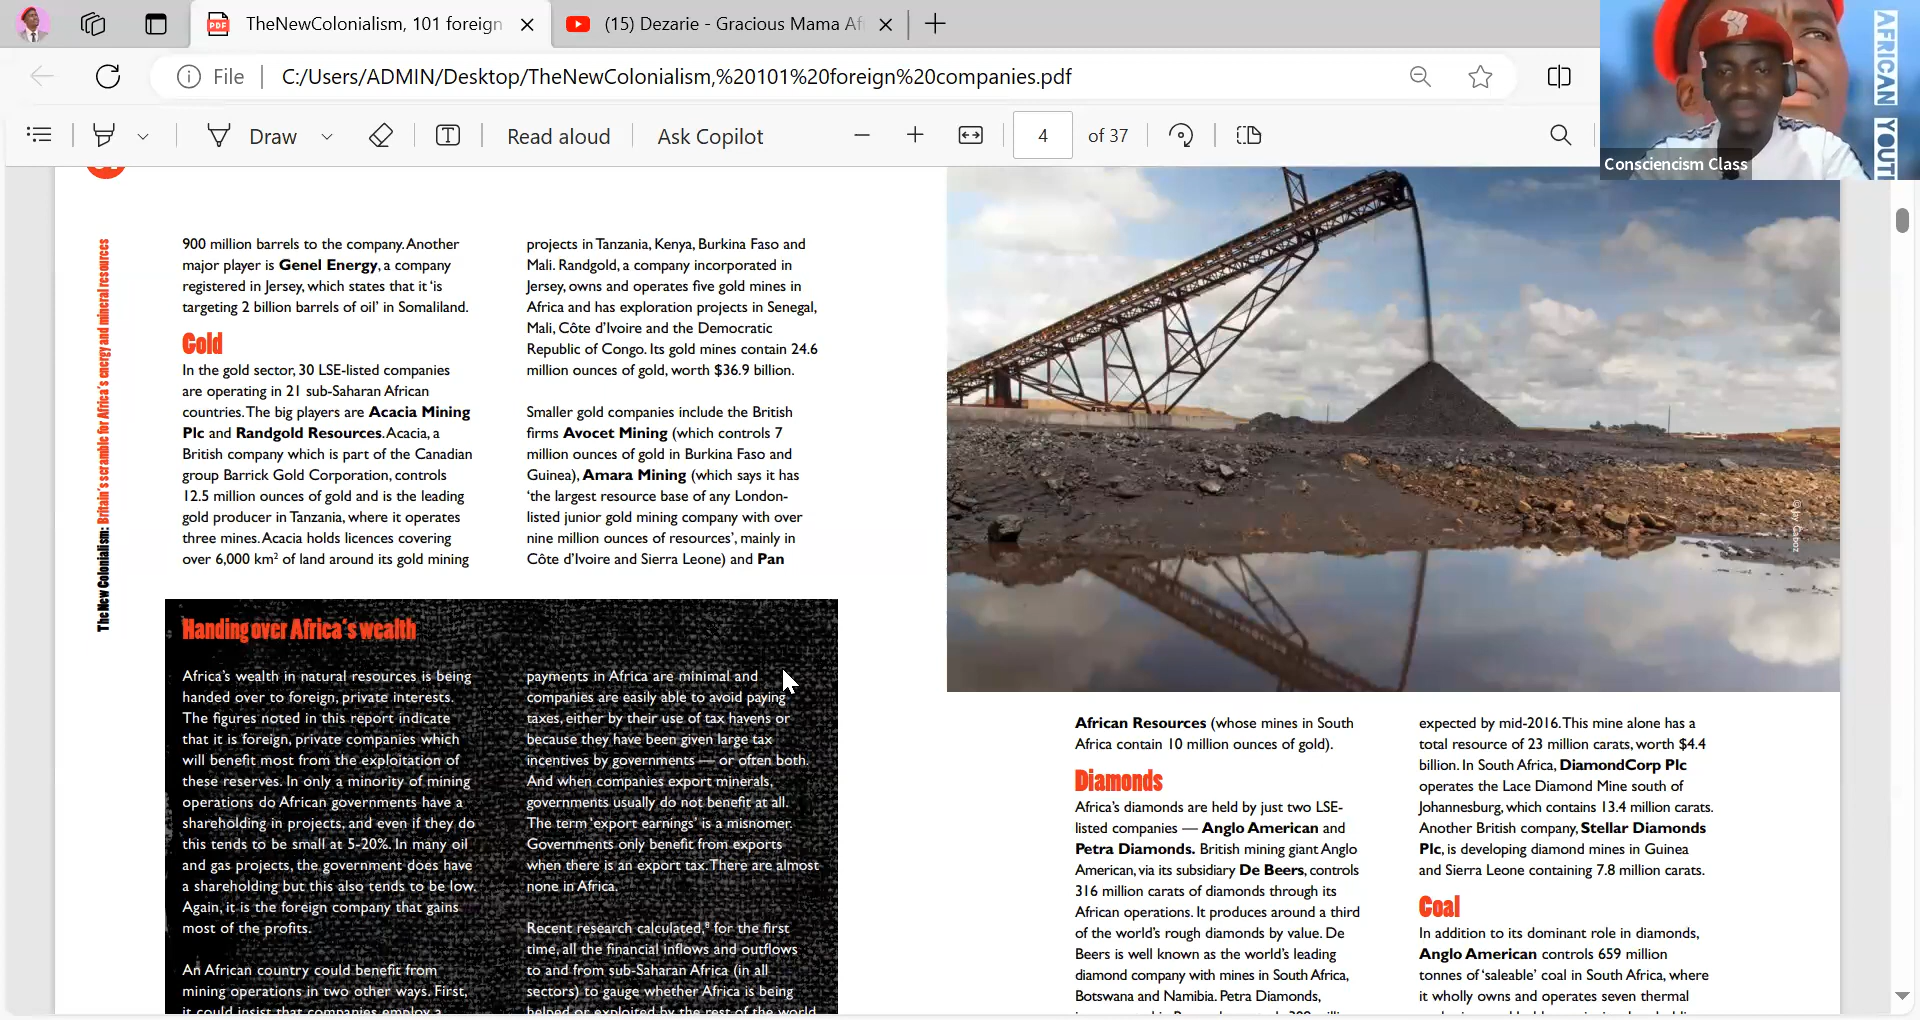 TheNewColonialism, 101 foreign
(15) Dezarie - Gracious Mama Af
File
C:/Users/ADMIN/Desktop/TheNewColonialism,%20101%20foreign%20companies.pdf
Draw
Read aloud
Ask Copilot
4
of 37
AFRICAN YOUT
Consciencism Class
The New Colonialism: Britain's scramble for Africa's energy and mineral resources
900 million barrels to the company. Another
major player is Genel Energy, a company
registered in Jersey, which states that it 'is
targeting 2 billion barrels of oil' in Somaliland.
Gold
In the gold sector, 30 LSE-listed companies
are operating in 21 sub-Saharan African
countries. The big players are Acacia Mining
Plc and Randgold Resources. Acacia, a
British company which is part of the Canadian
group Barrick Gold Corporation, controls
12.5 million ounces of gold and is the leading
gold producer in Tanzania, where it operates
three mines. Acacia holds licences covering
over 6,000 km² of land around its gold mining
projects in Tanzania, Kenya, Burkina Faso and
Mali. Randgold, a company incorporated in
Jersey, owns and operates five gold mines in
Africa and has exploration projects in Senegal,
Mali, Côte d'Ivoire and the Democratic
Republic of Congo. Its gold mines contain 24.6
million ounces of gold, worth $36.9 billion.
Smaller gold companies include the British
firms Avocet Mining (which controls 7
million ounces of gold in Burkina Faso and
Guinea), Amara Mining (which says it has
'the largest resource base of any London-
listed junior gold mining company with over
nine million ounces of resources', mainly in
Côte d'Ivoire and Sierra Leone) and Pan
Handing over Africa's wealth
Africa's wealth in natural resources is being
handed over to foreign, private interests.
The figures noted in this report indicate
that it is foreign, private companies which
will benefit most from the exploitation of
these reserves. In only a minority of mining
operations do African governments have a
shareholding in projects, and even if they do
this tends to be small at 5-20%. In many oil
and gas projects, the government does have
a shareholding but this also tends to be low.
Again, it is the foreign company that gains
most of the profits.
An African country could benefit from
mining operations in two other ways. First,
it could insist that companies employ a
payments in Africa are minimal and
companies are easily able to avoid paying
taxes, either by their use of tax havens or
because they have been given large tax
incentives by governments — or often both.
And when companies export minerals,
governments usually do not benefit at all.
The term 'export earnings' is a misnomer.
Governments only benefit from exports
when there is an export tax. There are almost
none in Africa.
Recent research calculated,⁸ for the first
time, all the financial inflows and outflows
to and from sub-Saharan Africa (in all
sectors) to gauge whether Africa is being
helped or exploited by the rest of the world
African Resources (whose mines in South
Africa contain 10 million ounces of gold).
Diamonds
Africa's diamonds are held by just two LSE-
listed companies — Anglo American and
Petra Diamonds. British mining giant Anglo
American, via its subsidiary De Beers, controls
316 million carats of diamonds through its
African operations. It produces around a third
of the world's rough diamonds by value. De
Beers is well known as the world's leading
diamond company with mines in South Africa,
Botswana and Namibia. Petra Diamonds,
expected by mid-2016. This mine alone has a
total resource of 23 million carats, worth $4.4
billion. In South Africa, DiamondCorp Plc
operates the Lace Diamond Mine south of
Johannesburg, which contains 13.4 million carats.
Another British company, Stellar Diamonds
Plc, is developing diamond mines in Guinea
and Sierra Leone containing 7.8 million carats.
Coal
In addition to its dominant role in diamonds,
Anglo American controls 659 million
tonnes of 'saleable' coal in South Africa, where
it wholly owns and operates seven thermal